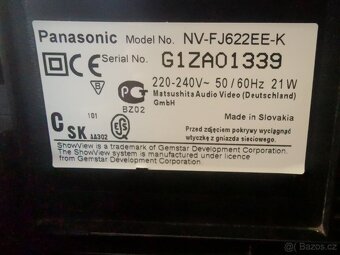 Panasonic Model No. NV-FJ622EE-K
Serial No. G1ZA01339
220-240V~ 50/60Hz 21W
Matsushita Audio Video (Deutschland)
GmbH
BZ02
Made in Slovakia
101
CSK
ΔΔ302
Przed zdjęciem pokrywy wyciągnąć
wtyczkę z gniazda sieciowego.
ShowView is a trademark of Gemstar Development Corporation.
The ShowView system is manufactured under licence
from Gemstar Development Corporation.
Bazos.cz